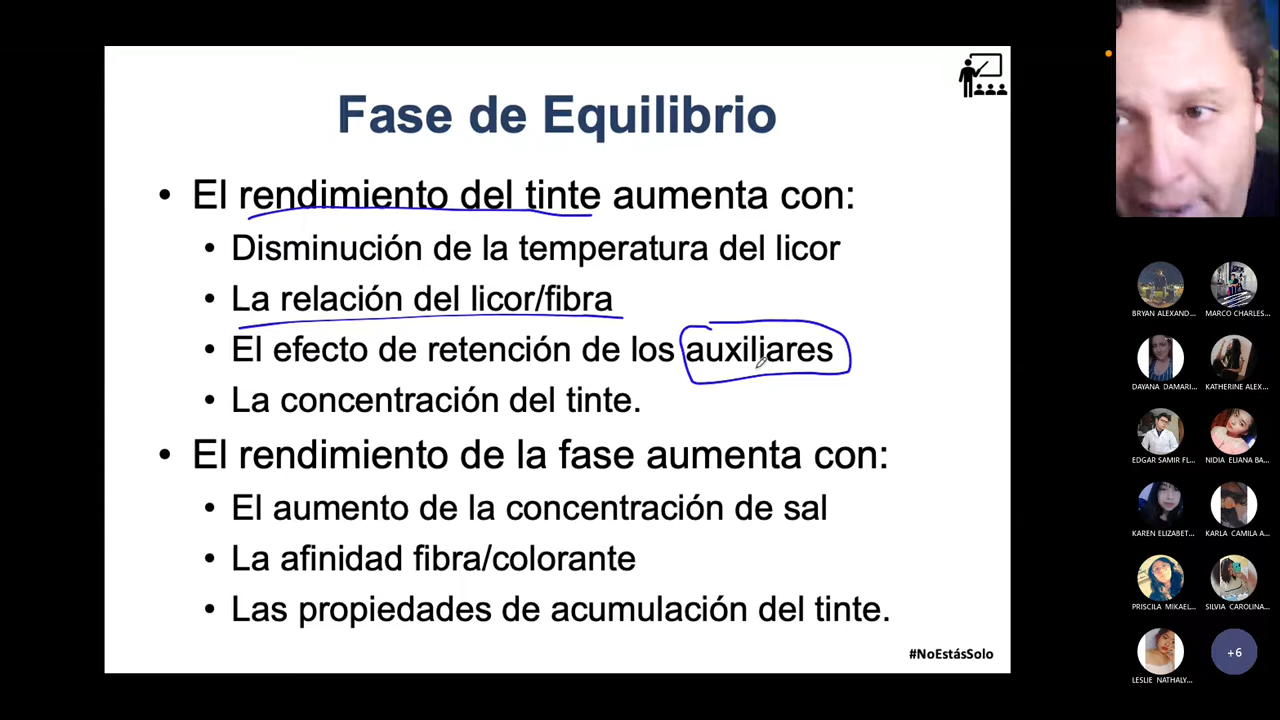 Fase de Equilibrio
• El rendimiento del tinte aumenta con:
• Disminución de la temperatura del licor
• La relación del licor/fibra
• El efecto de retención de los auxiliares
• La concentración del tinte.
• El rendimiento de la fase aumenta con:
• El aumento de la concentración de sal
• La afinidad fibra/colorante
• Las propiedades de acumulación del tinte.
#NoEstásSolo
BRYAN ALEXAND...
MARCO CHARLES...
DAYANA DAMARI...
KATHERINE ALEX...
EDGAR SAMIR FL...
NIDIA ELIANA BA...
KAREN ELIZABET...
KARLA CAMILA A...
PRISCILA MIKAEL...
SILVIA CAROLINA...
LESLIE NATHALY...
+6